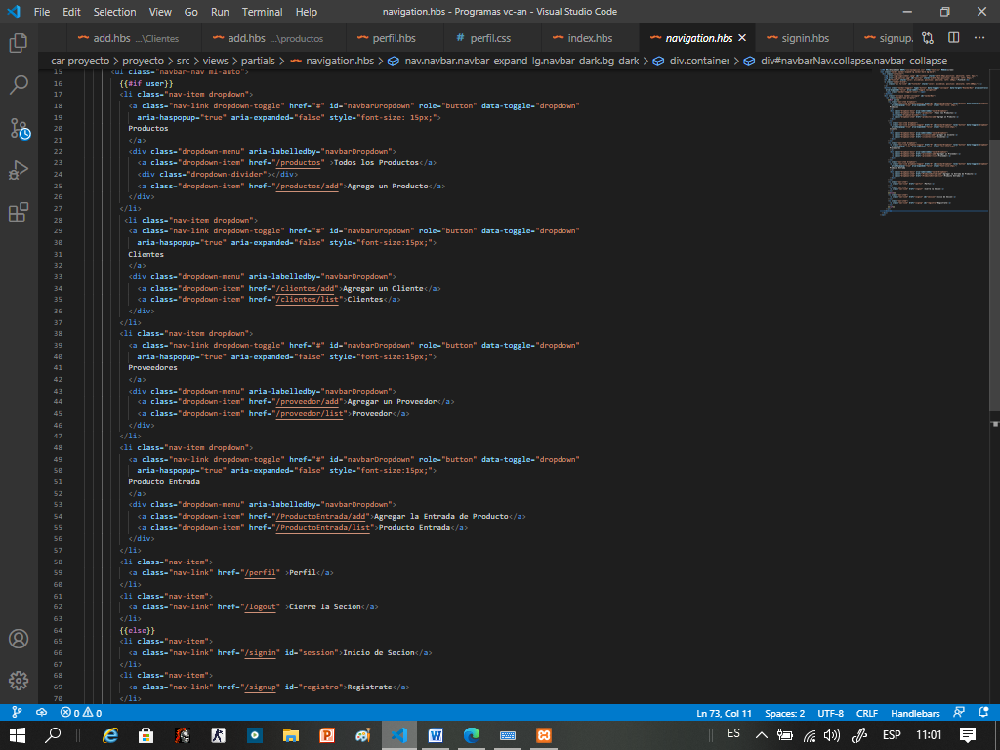 File Edit Selection View Go Run Terminal Help navigation.hbs - Programas vc-an - Visual Studio Code
add.hbs ...\Clientes add.hbs ...\productos perfil.hbs # perfil.css index.hbs navigation.hbs signin.hbs signup.
car proyecto > proyecto > src > views > partials > navigation.hbs > nav.navbar.navbar-expand-lg.navbar-dark.bg-dark > div.container > div#navbarNav.collapse.navbar-collapse
15 <ul class="navbar-nav ml-auto">
16 {{#if user}}
17 <li class="nav-item dropdown">
18 <a class="nav-link dropdown-toggle" href="#" id="navbarDropdown" role="button" data-toggle="dropdown"
19 aria-haspopup="true" aria-expanded="false" style="font-size: 15px;">
20 Productos
21 </a>
22 <div class="dropdown-menu" aria-labelledby="navbarDropdown">
23 <a class="dropdown-item" href="/productos" >Todos los Productos</a>
24 <div class="dropdown-divider"></div>
25 <a class="dropdown-item" href="/productos/add">Agrege un Producto</a>
26 </div>
27 </li>
28 <li class="nav-item dropdown">
29 <a class="nav-link dropdown-toggle" href="#" id="navbarDropdown" role="button" data-toggle="dropdown"
30 aria-haspopup="true" aria-expanded="false" style="font-size:15px;">
31 Clientes
32 </a>
33 <div class="dropdown-menu" aria-labelledby="navbarDropdown">
34 <a class="dropdown-item" href="/clientes/add">Agregar un Cliente</a>
35 <a class="dropdown-item" href="/clientes/list">Clientes</a>
36 </div>
37 </li>
38 <li class="nav-item dropdown">
39 <a class="nav-link dropdown-toggle" href="#" id="navbarDropdown" role="button" data-toggle="dropdown"
40 aria-haspopup="true" aria-expanded="false" style="font-size:15px;">
41 Proveedores
42 </a>
43 <div class="dropdown-menu" aria-labelledby="navbarDropdown">
44 <a class="dropdown-item" href="/proveedor/add">Agregar un Proveedor</a>
45 <a class="dropdown-item" href="/proveedor/list">Proveedor</a>
46 </div>
47 </li>
48 <li class="nav-item dropdown">
49 <a class="nav-link dropdown-toggle" href="#" id="navbarDropdown" role="button" data-toggle="dropdown"
50 aria-haspopup="true" aria-expanded="false" style="font-size:15px;">
51 Producto Entrada
52 </a>
53 <div class="dropdown-menu" aria-labelledby="navbarDropdown">
54 <a class="dropdown-item" href="/ProductoEntrada/add">Agregar la Entrada de Producto</a>
55 <a class="dropdown-item" href="/ProductoEntrada/list">Producto Entrada</a>
56 </div>
57 </li>
58 <li class="nav-item">
59 <a class="nav-link" href="/perfil" >Perfil</a>
60 </li>
61 <li class="nav-item">
62 <a class="nav-link" href="/logout" >Cierre la Secion</a>
63 </li>
64 {{else}}
65 <li class="nav-item">
66 <a class="nav-link" href="/signin" id="session">Inicio de Secion</a>
67 </li>
68 <li class="nav-item">
69 <a class="nav-link" href="/signup" id="registro">Registrate</a>
70 </li>
0 0 Ln 73, Col 11 Spaces: 2 UTF-8 CRLF Handlebars
ES ESP 11:01